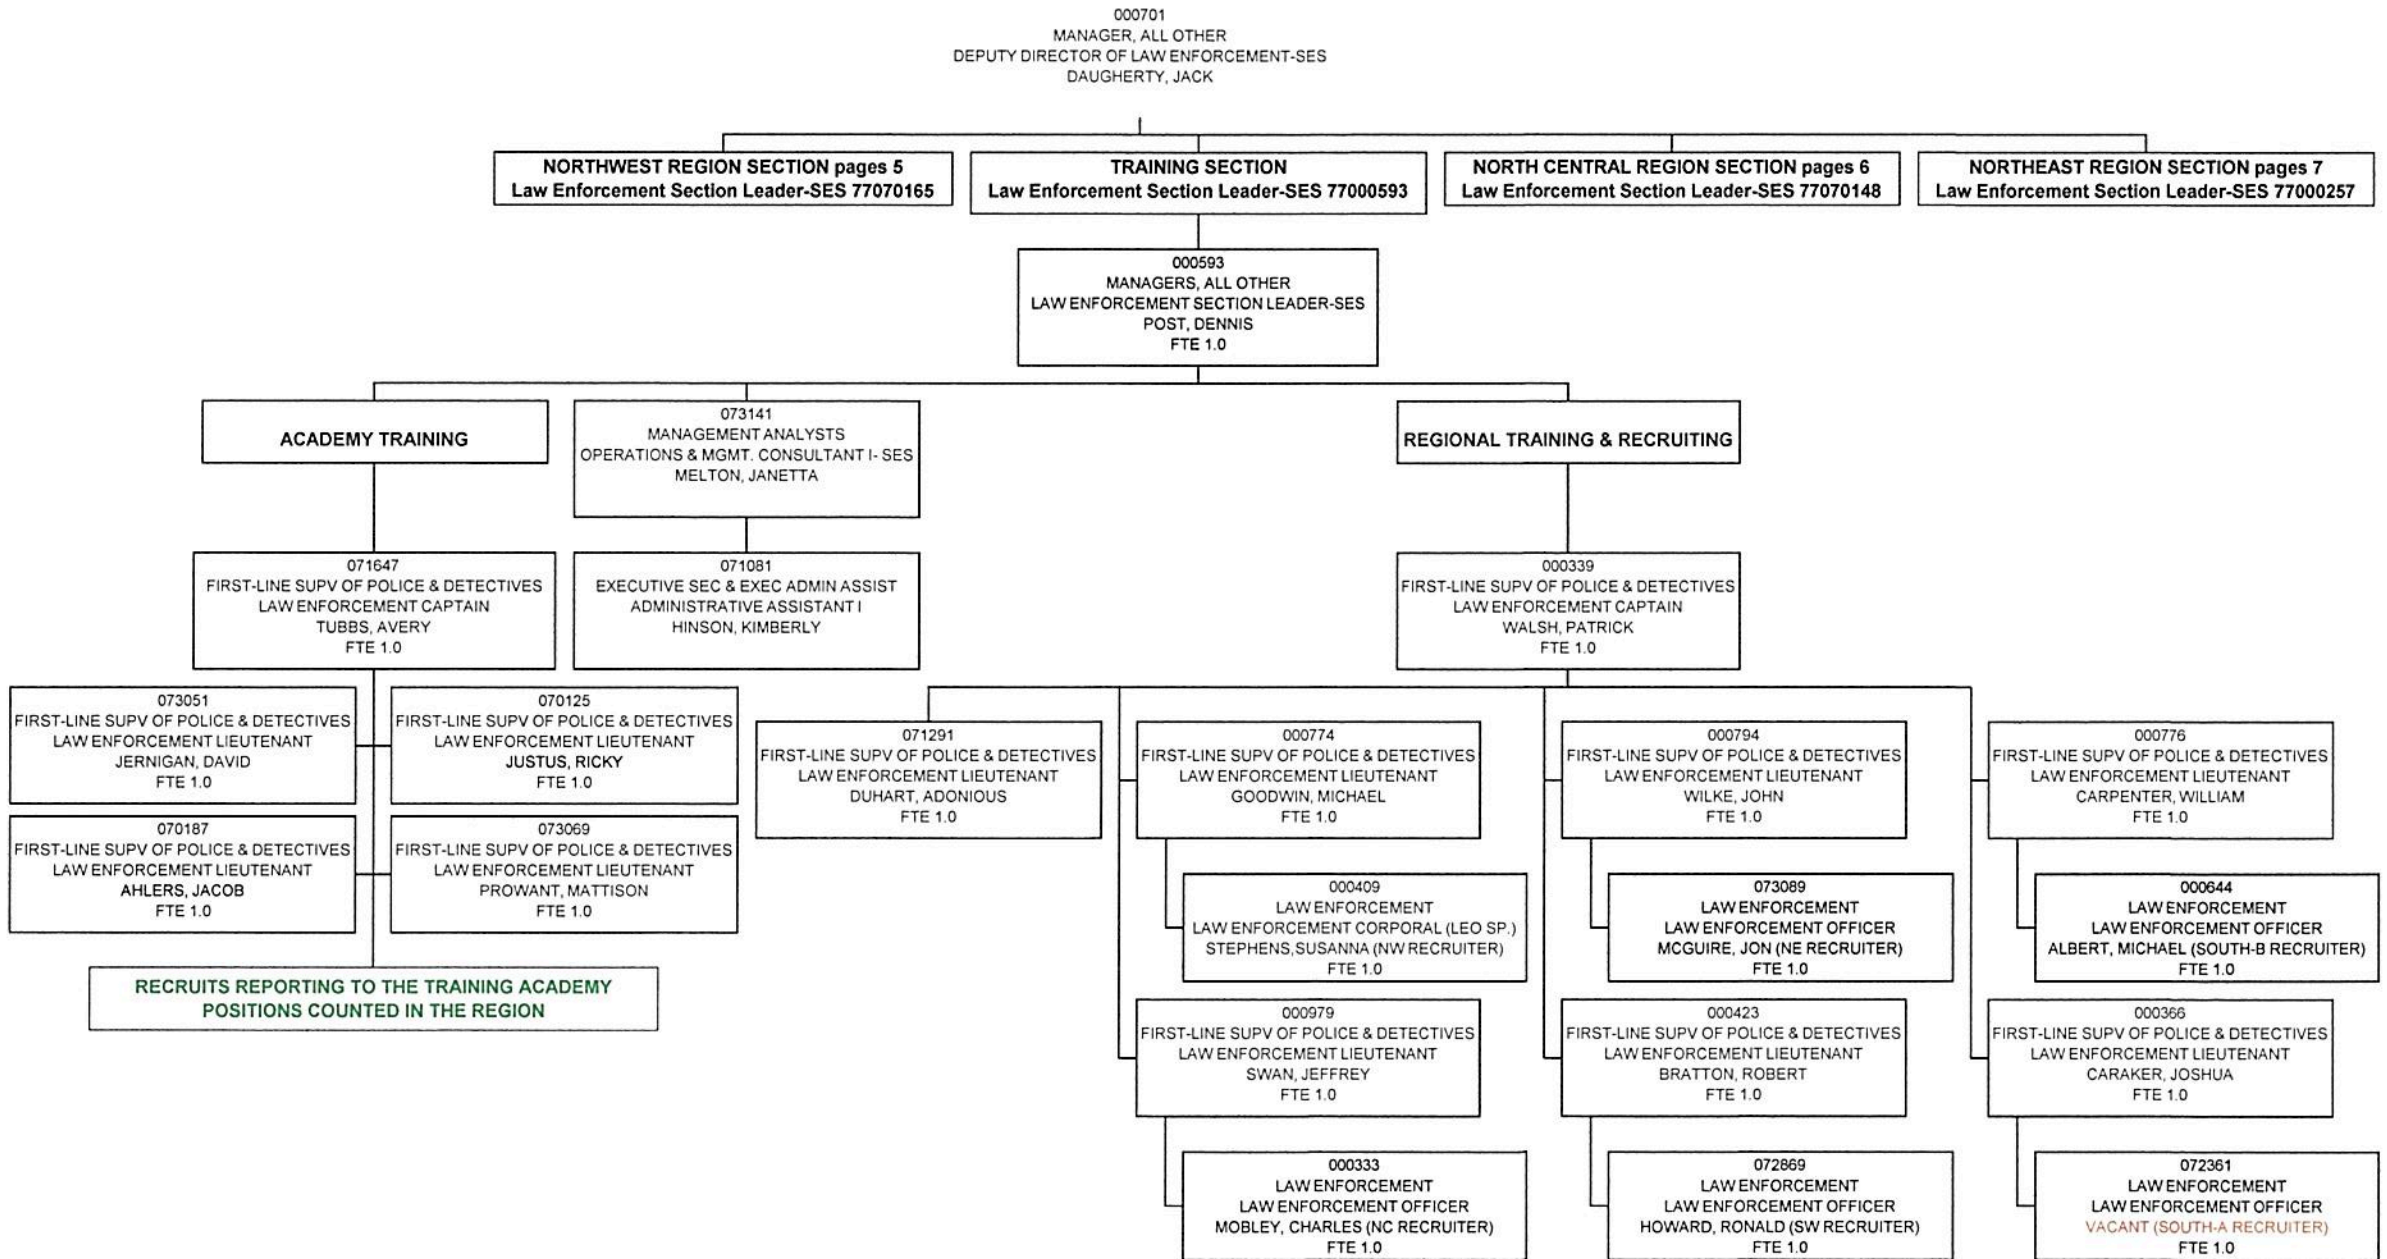 000701
MANAGER, ALL OTHER
DEPUTY DIRECTOR OF LAW ENFORCEMENT-SES
DAUGHERTY, JACK
NORTHWEST REGION SECTION pages 5
Law Enforcement Section Leader-SES 77070165
TRAINING SECTION
Law Enforcement Section Leader-SES 77000593
NORTH CENTRAL REGION SECTION pages 6
Law Enforcement Section Leader-SES 77070148
NORTHEAST REGION SECTION pages 7
Law Enforcement Section Leader-SES 77000257
000593
MANAGERS, ALL OTHER
LAW ENFORCEMENT SECTION LEADER-SES
POST, DENNIS
FTE 1.0
ACADEMY TRAINING
073141
MANAGEMENT ANALYSTS
OPERATIONS & MGMT. CONSULTANT I- SES
MELTON, JANETTA
REGIONAL TRAINING & RECRUITING
071647
FIRST-LINE SUPV OF POLICE & DETECTIVES
LAW ENFORCEMENT CAPTAIN
TUBBS, AVERY
FTE 1.0
071081
EXECUTIVE SEC & EXEC ADMIN ASSIST
ADMINISTRATIVE ASSISTANT I
HINSON, KIMBERLY
000339
FIRST-LINE SUPV OF POLICE & DETECTIVES
LAW ENFORCEMENT CAPTAIN
WALSH, PATRICK
FTE 1.0
073051
FIRST-LINE SUPV OF POLICE & DETECTIVES
LAW ENFORCEMENT LIEUTENANT
JERNIGAN, DAVID
FTE 1.0
070125
FIRST-LINE SUPV OF POLICE & DETECTIVES
LAW ENFORCEMENT LIEUTENANT
JUSTUS, RICKY
FTE 1.0
070187
FIRST-LINE SUPV OF POLICE & DETECTIVES
LAW ENFORCEMENT LIEUTENANT
AHLERS, JACOB
FTE 1.0
073069
FIRST-LINE SUPV OF POLICE & DETECTIVES
LAW ENFORCEMENT LIEUTENANT
PROWANT, MATTISON
FTE 1.0
RECRUITS REPORTING TO THE TRAINING ACADEMY
POSITIONS COUNTED IN THE REGION
071291
FIRST-LINE SUPV OF POLICE & DETECTIVES
LAW ENFORCEMENT LIEUTENANT
DUHART, ADONIOUS
FTE 1.0
000774
FIRST-LINE SUPV OF POLICE & DETECTIVES
LAW ENFORCEMENT LIEUTENANT
GOODWIN, MICHAEL
FTE 1.0
000794
FIRST-LINE SUPV OF POLICE & DETECTIVES
LAW ENFORCEMENT LIEUTENANT
WILKE, JOHN
FTE 1.0
000776
FIRST-LINE SUPV OF POLICE & DETECTIVES
LAW ENFORCEMENT LIEUTENANT
CARPENTER, WILLIAM
FTE 1.0
000409
LAW ENFORCEMENT
LAW ENFORCEMENT CORPORAL (LEO SP.)
STEPHENS,SUSANNA (NW RECRUITER)
FTE 1.0
073089
LAW ENFORCEMENT
LAW ENFORCEMENT OFFICER
MCGUIRE, JON (NE RECRUITER)
FTE 1.0
000644
LAW ENFORCEMENT
LAW ENFORCEMENT OFFICER
ALBERT, MICHAEL (SOUTH-B RECRUITER)
FTE 1.0
000979
FIRST-LINE SUPV OF POLICE & DETECTIVES
LAW ENFORCEMENT LIEUTENANT
SWAN, JEFFREY
FTE 1.0
000423
FIRST-LINE SUPV OF POLICE & DETECTIVES
LAW ENFORCEMENT LIEUTENANT
BRATTON, ROBERT
FTE 1.0
000366
FIRST-LINE SUPV OF POLICE & DETECTIVES
LAW ENFORCEMENT LIEUTENANT
CARAKER, JOSHUA
FTE 1.0
000333
LAW ENFORCEMENT
LAW ENFORCEMENT OFFICER
MOBLEY, CHARLES (NC RECRUITER)
FTE 1.0
072869
LAW ENFORCEMENT
LAW ENFORCEMENT OFFICER
HOWARD, RONALD (SW RECRUITER)
FTE 1.0
072361
LAW ENFORCEMENT
LAW ENFORCEMENT OFFICER
VACANT (SOUTH-A RECRUITER)
FTE 1.0